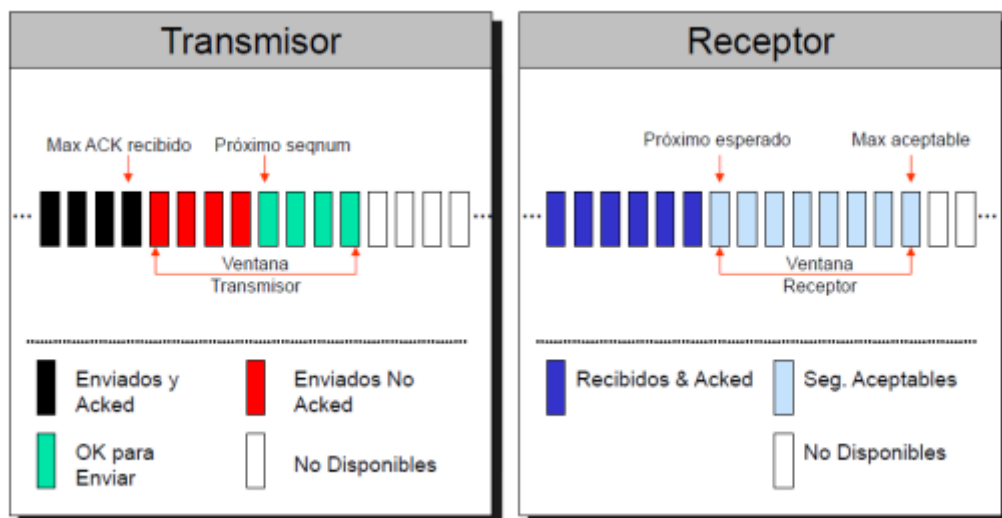 Transmisor
Max ACK recibido
Próximo seqnum
...
...
Ventana
Transmisor
Enviados y
Acked
Enviados No
Acked
OK para
Enviar
No Disponibles
Receptor
Próximo esperado
Max aceptable
...
...
Ventana
Receptor
Recibidos & Acked
Seg. Aceptables
No Disponibles